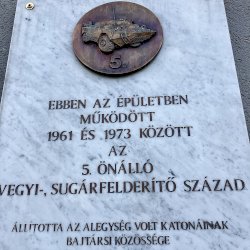 5.
EBBEN AZ ÉPÜLETBEN
MŰKÖDÖTT
1961 ÉS 1973 KÖZÖTT
AZ
5. ÖNÁLLÓ
VEGYI-, SUGÁRFELDERÍTŐ SZÁZAD
ÁLLÍTOTTA AZ ALEGYSÉG VOLT KATONÁINAK
BAJTÁRSI KÖZÖSSÉGE